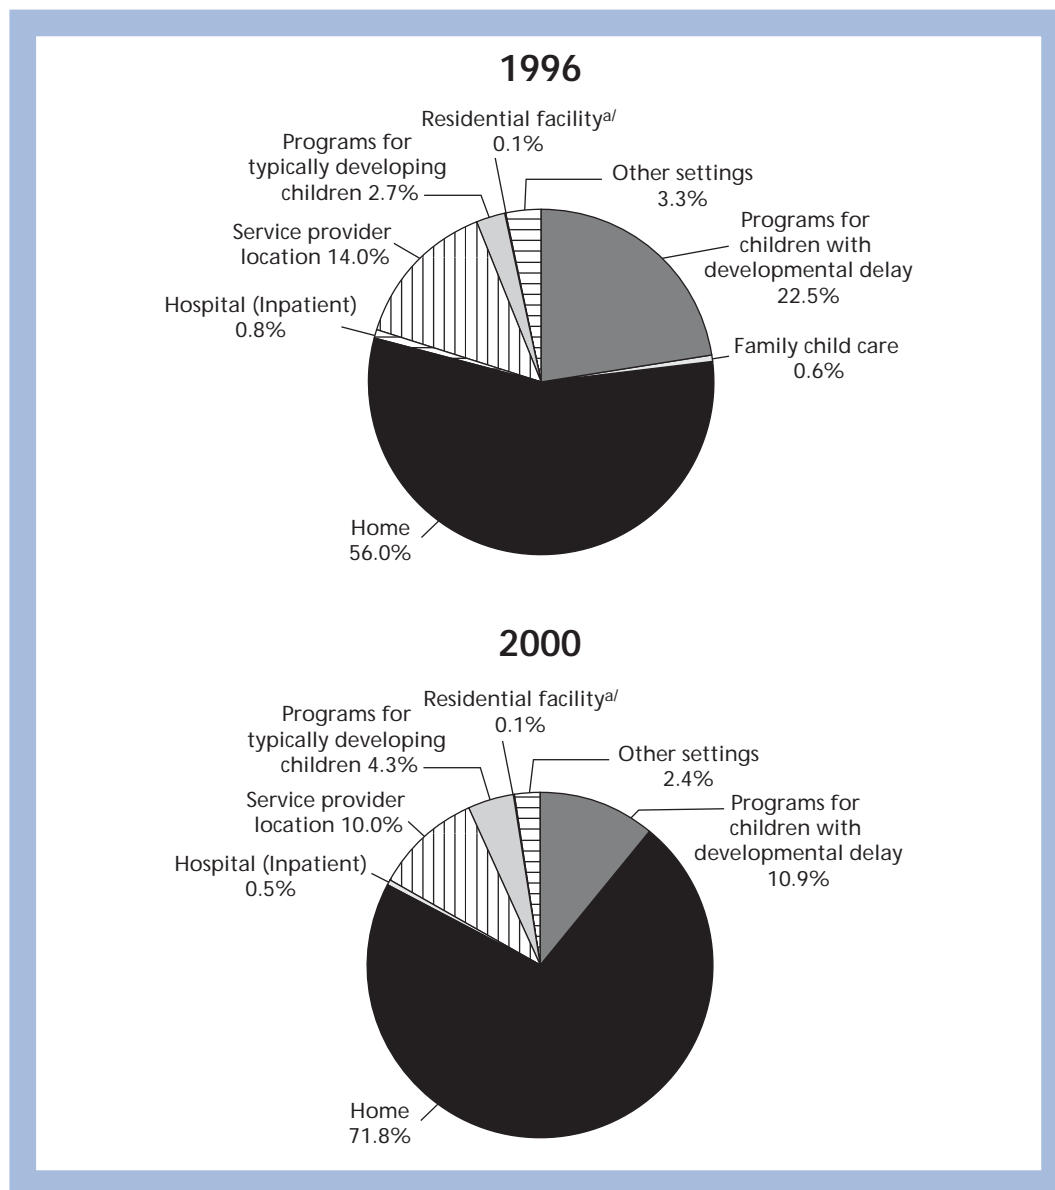 1996
Residential facilitya/
0.1%
Programs for
typically developing
children 2.7%
Other settings
3.3%
Service provider
location 14.0%
Programs for
children with
developmental delay
22.5%
Hospital (Inpatient)
0.8%
Family child care
0.6%
Home
56.0%
2000
Residential facilitya/
0.1%
Programs for
typically developing
children 4.3%
Other settings
2.4%
Service provider
location 10.0%
Programs for
children with
developmental delay
10.9%
Hospital (Inpatient)
0.5%
Home
71.8%